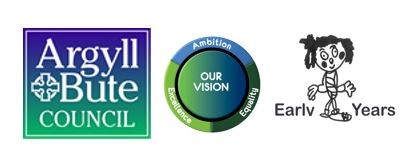 Argyll
Bute
COUNCIL
Ambition
OUR
VISION
Excellence
Equality
Early Years